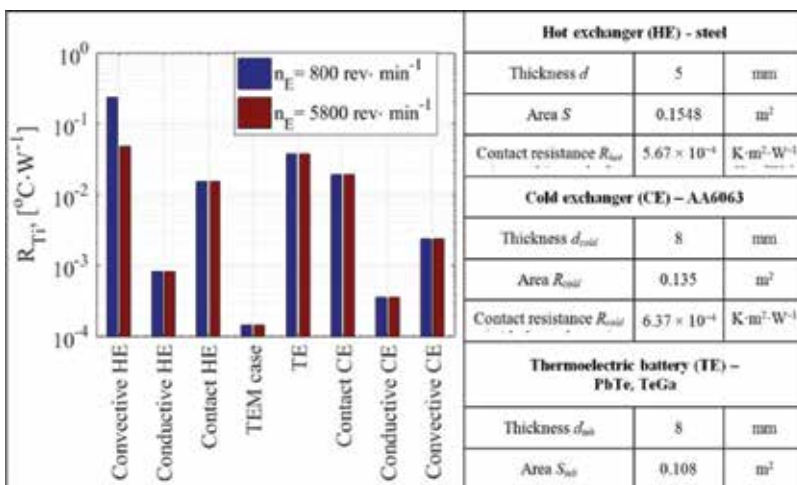 10⁰
10⁻¹
10⁻²
10⁻³
10⁻⁴
R_Ti, [°C·W⁻¹]
n_E= 800 rev· min⁻¹
n_E= 5800 rev·min⁻¹
Convective HE
Conductive HE
Contact HE
TEM case
TE
Contact CE
Conductive CE
Convective CE
Hot exchanger (HE) - steel
Thickness d 5 mm
Area S 0.1548 m²
Contact resistance R_hot 5.67 × 10⁻⁴ K·m²·W⁻¹
Cold exchanger (CE) – AA6063
Thickness d_cold 8 mm
Area R_cold 0.135 m²
Contact resistance R_cold 6.37 × 10⁻⁴ K·m²·W⁻¹
Thermoelectric battery (TE) –
PbTe, TeGa
Thickness 8 mm
Area 0.108 m²